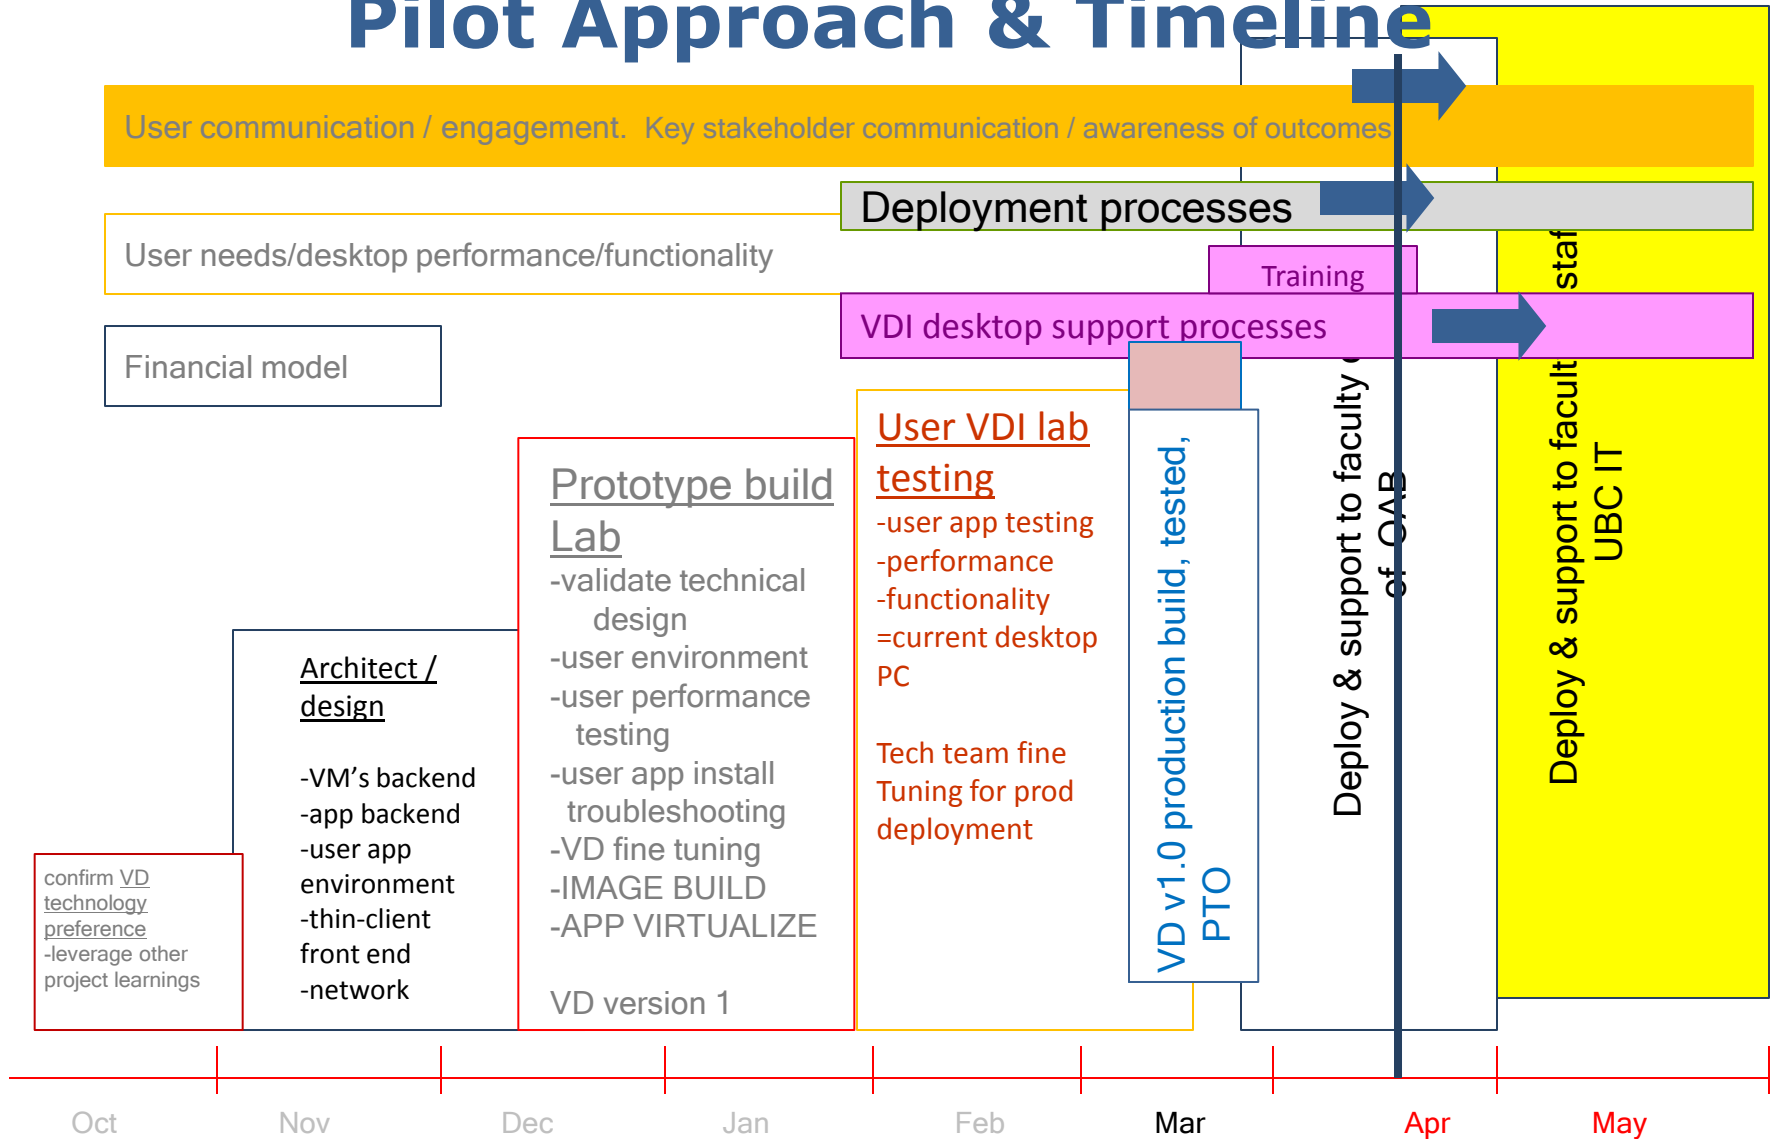 Pilot Approach & Timeline
User communication / engagement.  Key stakeholder communication / awareness of outcomes
Deployment processes
User needs/desktop performance/functionality
Training
VDI desktop support processes
Financial model
confirm VD
technology
preference
-leverage other
project learnings
Architect /
design
-VM’s backend
-app backend
-user app
environment
-thin-client
front end
-network
Prototype build
Lab
-validate technical
design
-user environment
-user performance
testing
-user app install
troubleshooting
-VD fine tuning
-IMAGE BUILD
-APP VIRTUALIZE
VD version 1
User VDI lab
testing
-user app testing
-performance
-functionality
=current desktop
PC
Tech team fine
Tuning for prod
deployment
VD v1.0 production build, tested,
PTO
Deploy & support to faculty
of OAB
Deploy & support to facult staf
UBC IT
Oct
Nov
Dec
Jan
Feb
Mar
Apr
May